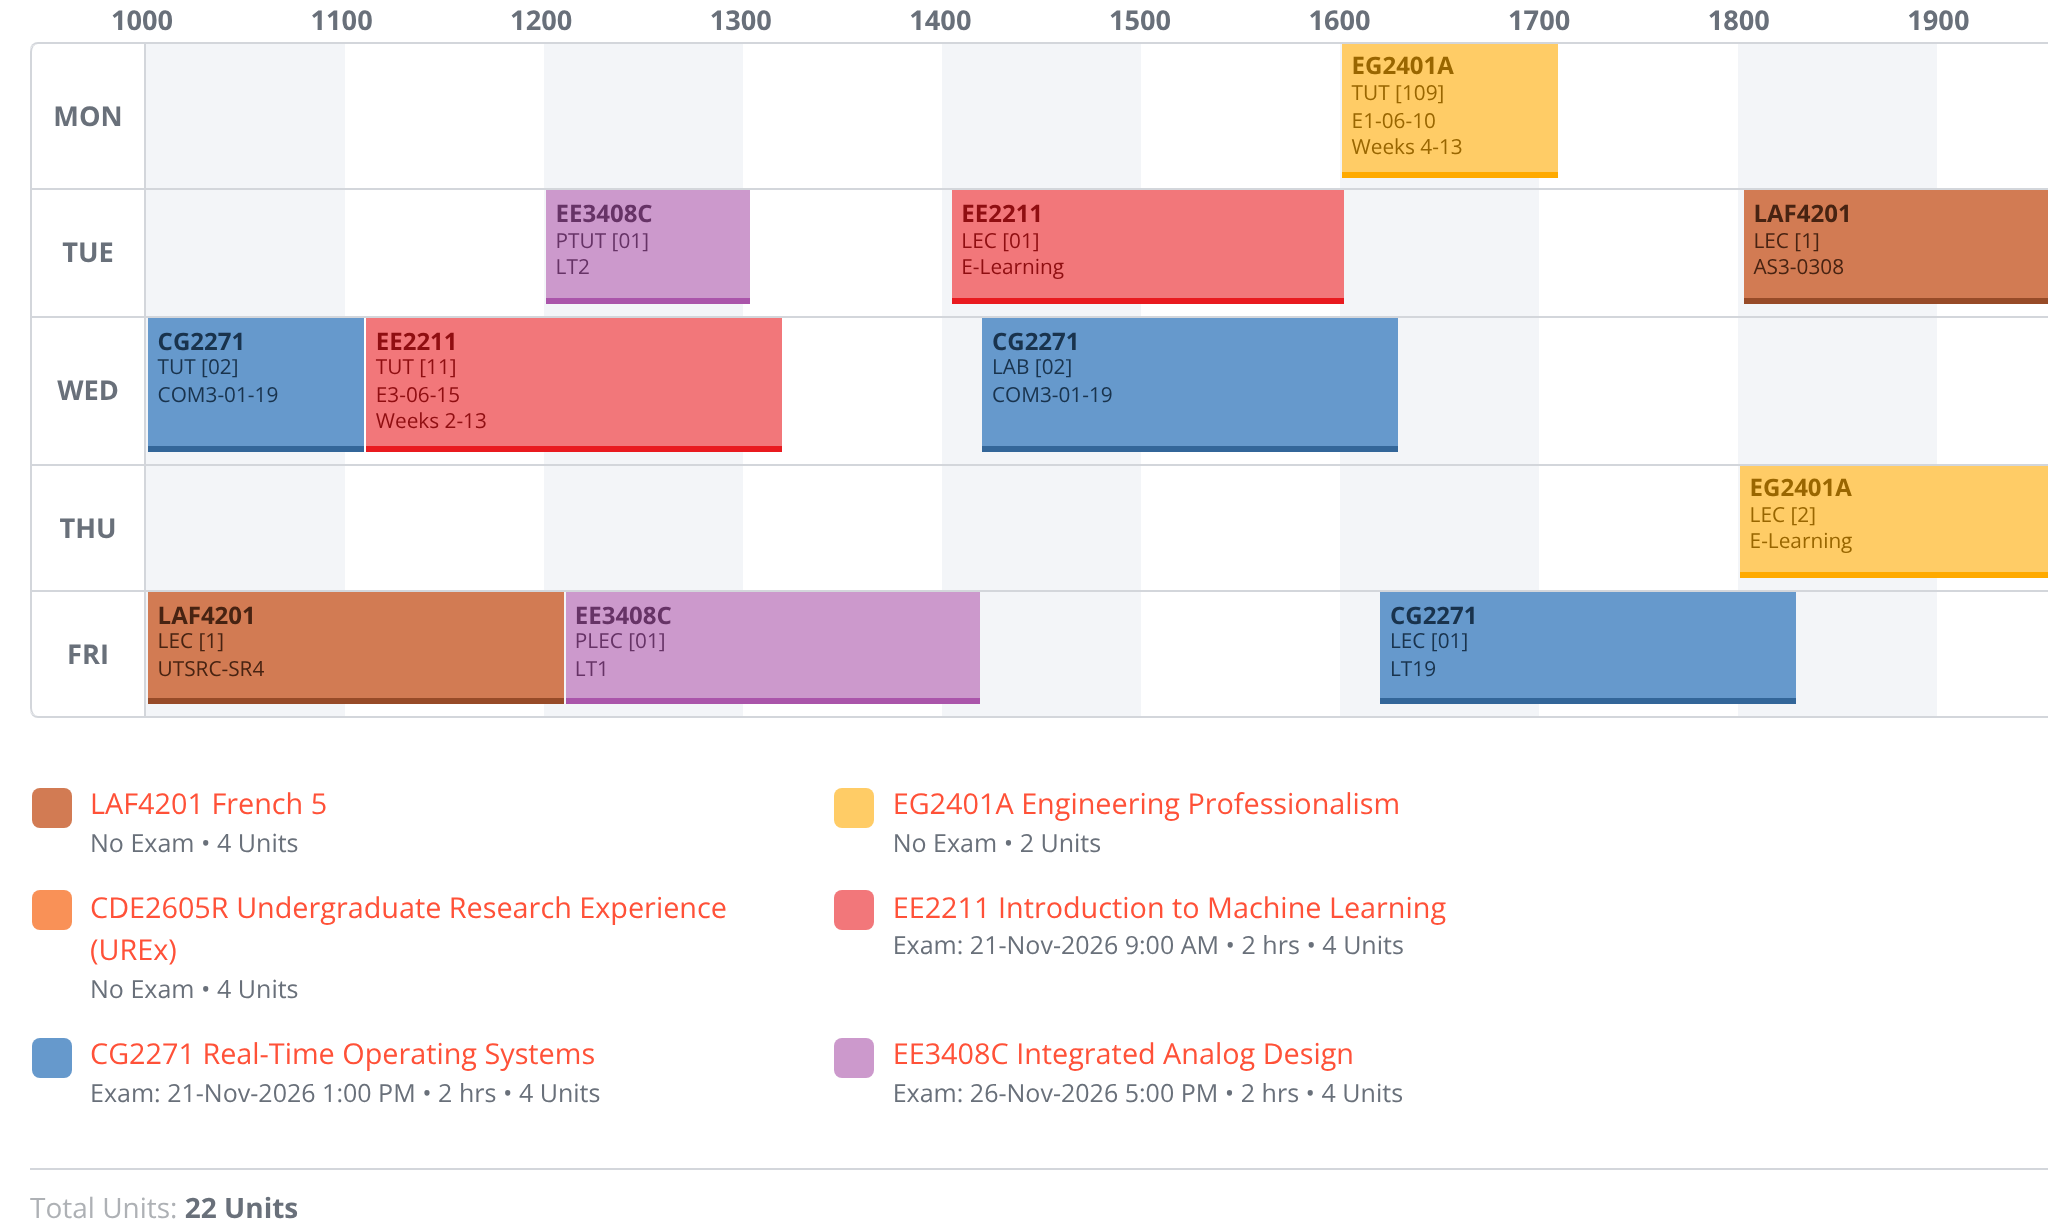 1000 1100 1200 1300 1400 1500 1600 1700 1800 1900
MON
EG2401A
TUT [109]
E1-06-10
Weeks 4-13
TUE
EE3408C
PTUT [01]
LT2
EE2211
LEC [01]
E-Learning
LAF4201
LEC [1]
AS3-0308
WED
CG2271
TUT [02]
COM3-01-19
EE2211
TUT [11]
E3-06-15
Weeks 2-13
CG2271
LAB [02]
COM3-01-19
THU
EG2401A
LEC [2]
E-Learning
FRI
LAF4201
LEC [1]
UTSRC-SR4
EE3408C
PLEC [01]
LT1
CG2271
LEC [01]
LT19
LAF4201 French 5
No Exam • 4 Units
EG2401A Engineering Professionalism
No Exam • 2 Units
CDE2605R Undergraduate Research Experience
(UREx)
No Exam • 4 Units
EE2211 Introduction to Machine Learning
Exam: 21-Nov-2026 9:00 AM • 2 hrs • 4 Units
CG2271 Real-Time Operating Systems
Exam: 21-Nov-2026 1:00 PM • 2 hrs • 4 Units
EE3408C Integrated Analog Design
Exam: 26-Nov-2026 5:00 PM • 2 hrs • 4 Units
Total Units: 22 Units